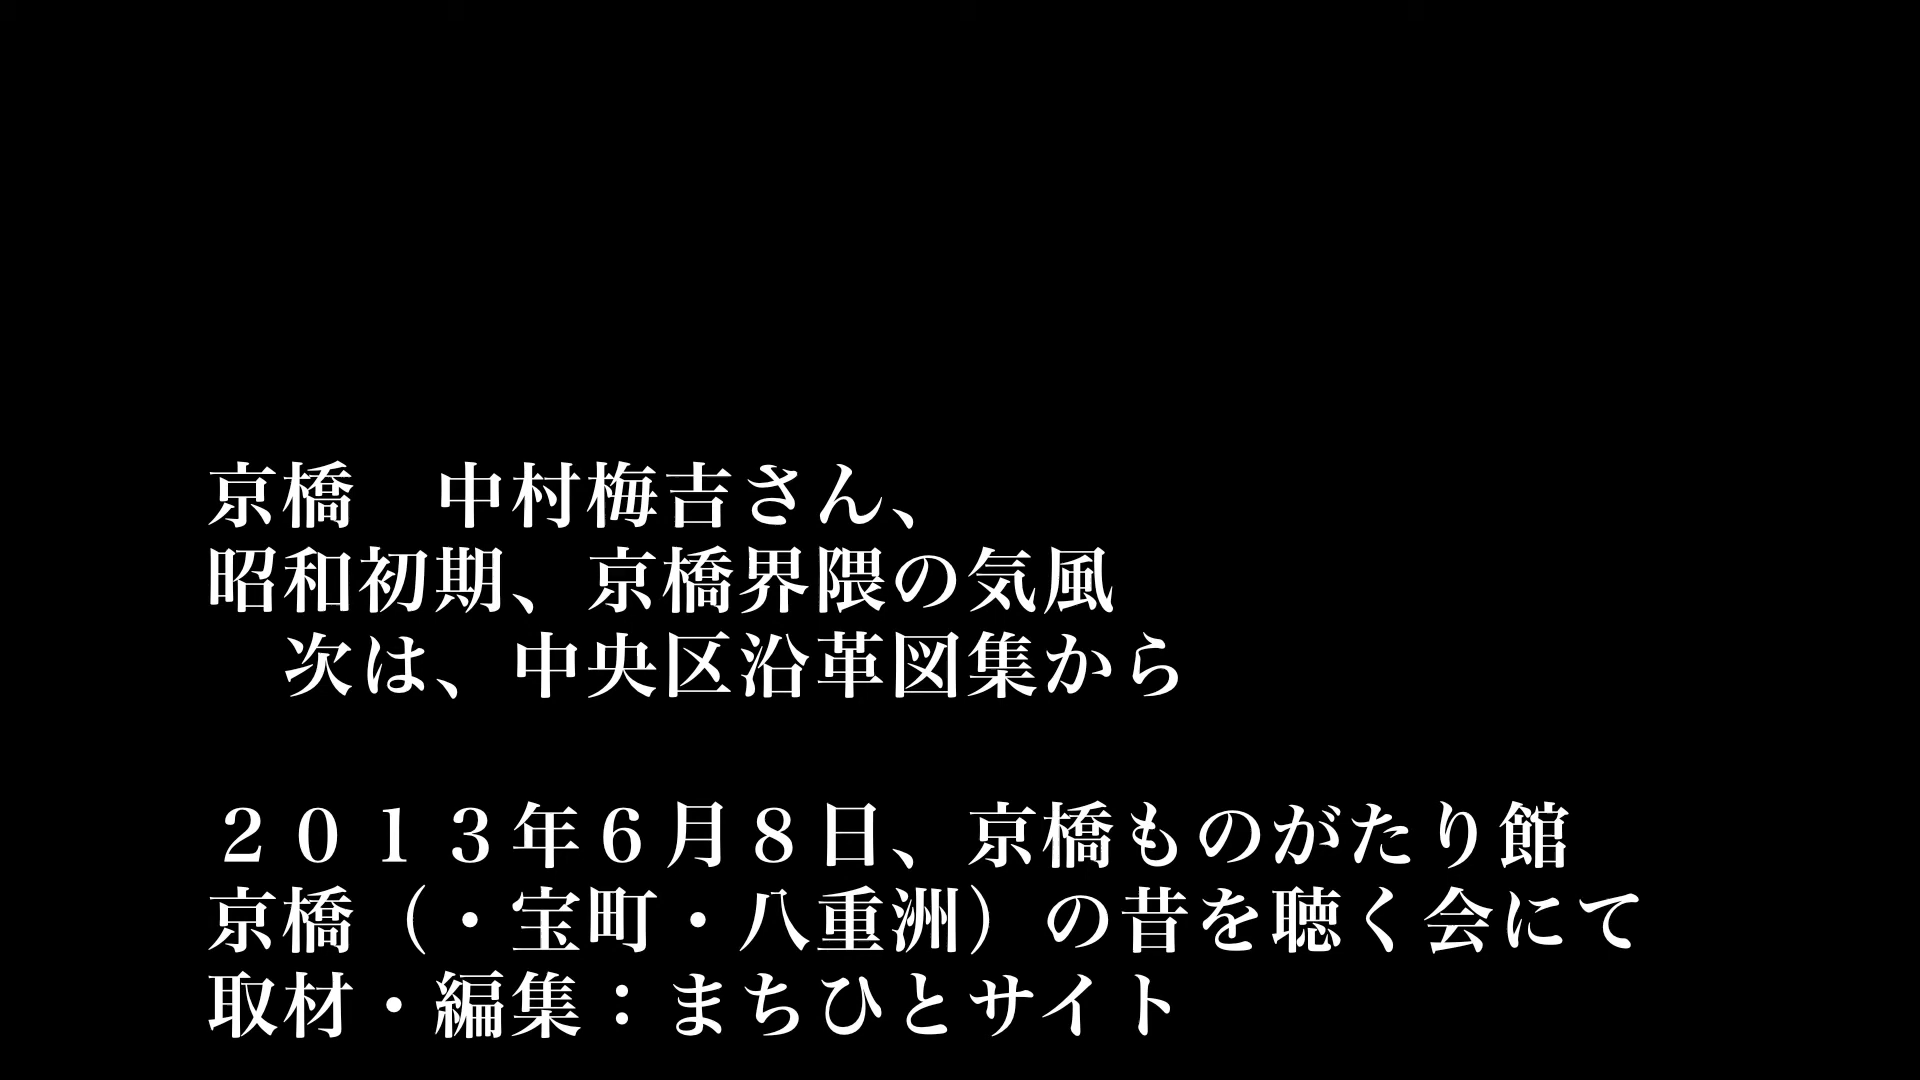 京橋　中村梅吉さん、
昭和初期、京橋界隈の気風
　次は、中央区沿革図集から
２０１３年６月８日、京橋ものがたり館
京橋（・宝町・八重洲）の昔を聴く会にて
取材・編集：まちひとサイト